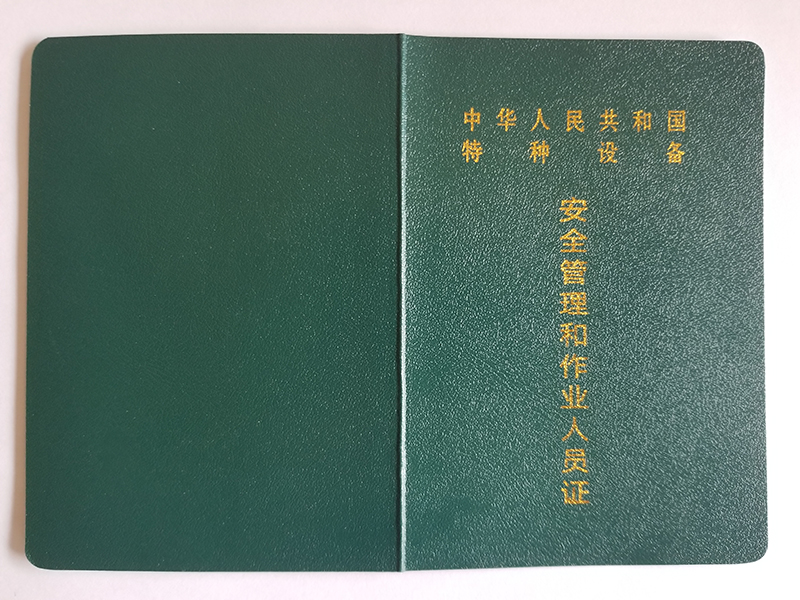 中华人民共和国
特种设备
安全管理和作业人员证